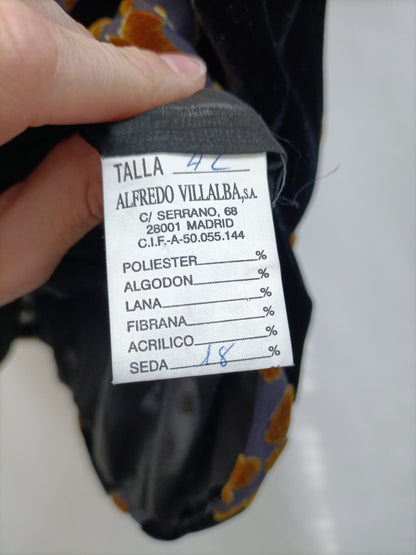 TALLA 42
ALFREDO VILLALBA, S.A.
C/ SERRANO, 68
28001 MADRID
C.I.F.-A-50.055.144
POLIESTER %
ALGODON %
LANA %
FIBRANA %
ACRILICO %
SEDA 18 %